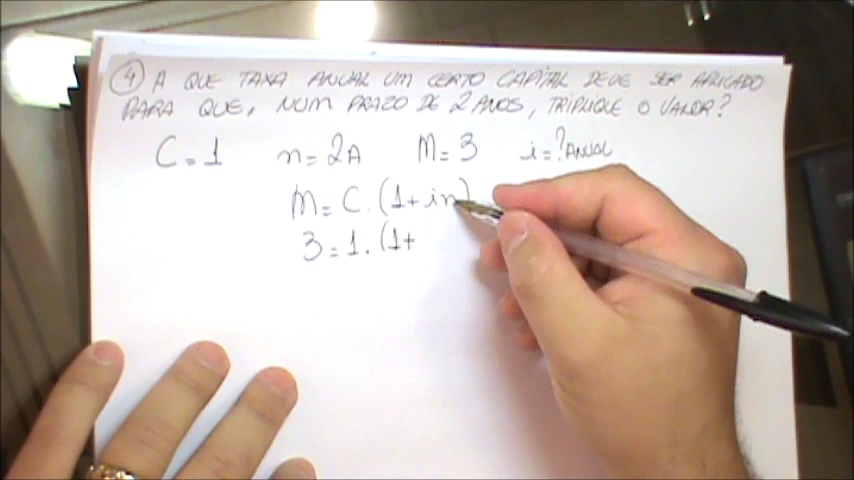 4 A QUE TAXA ANUAL UM CERTO CAPITAL DEVE SER APLICADO
PARA QUE, NUM PRAZO DE 2 ANOS, TRIPLIQUE O VALOR?
C = 1 n = 2A M = 3 i = ? ANUAL
M = C . (1 + in)
3 = 1 . (1 +